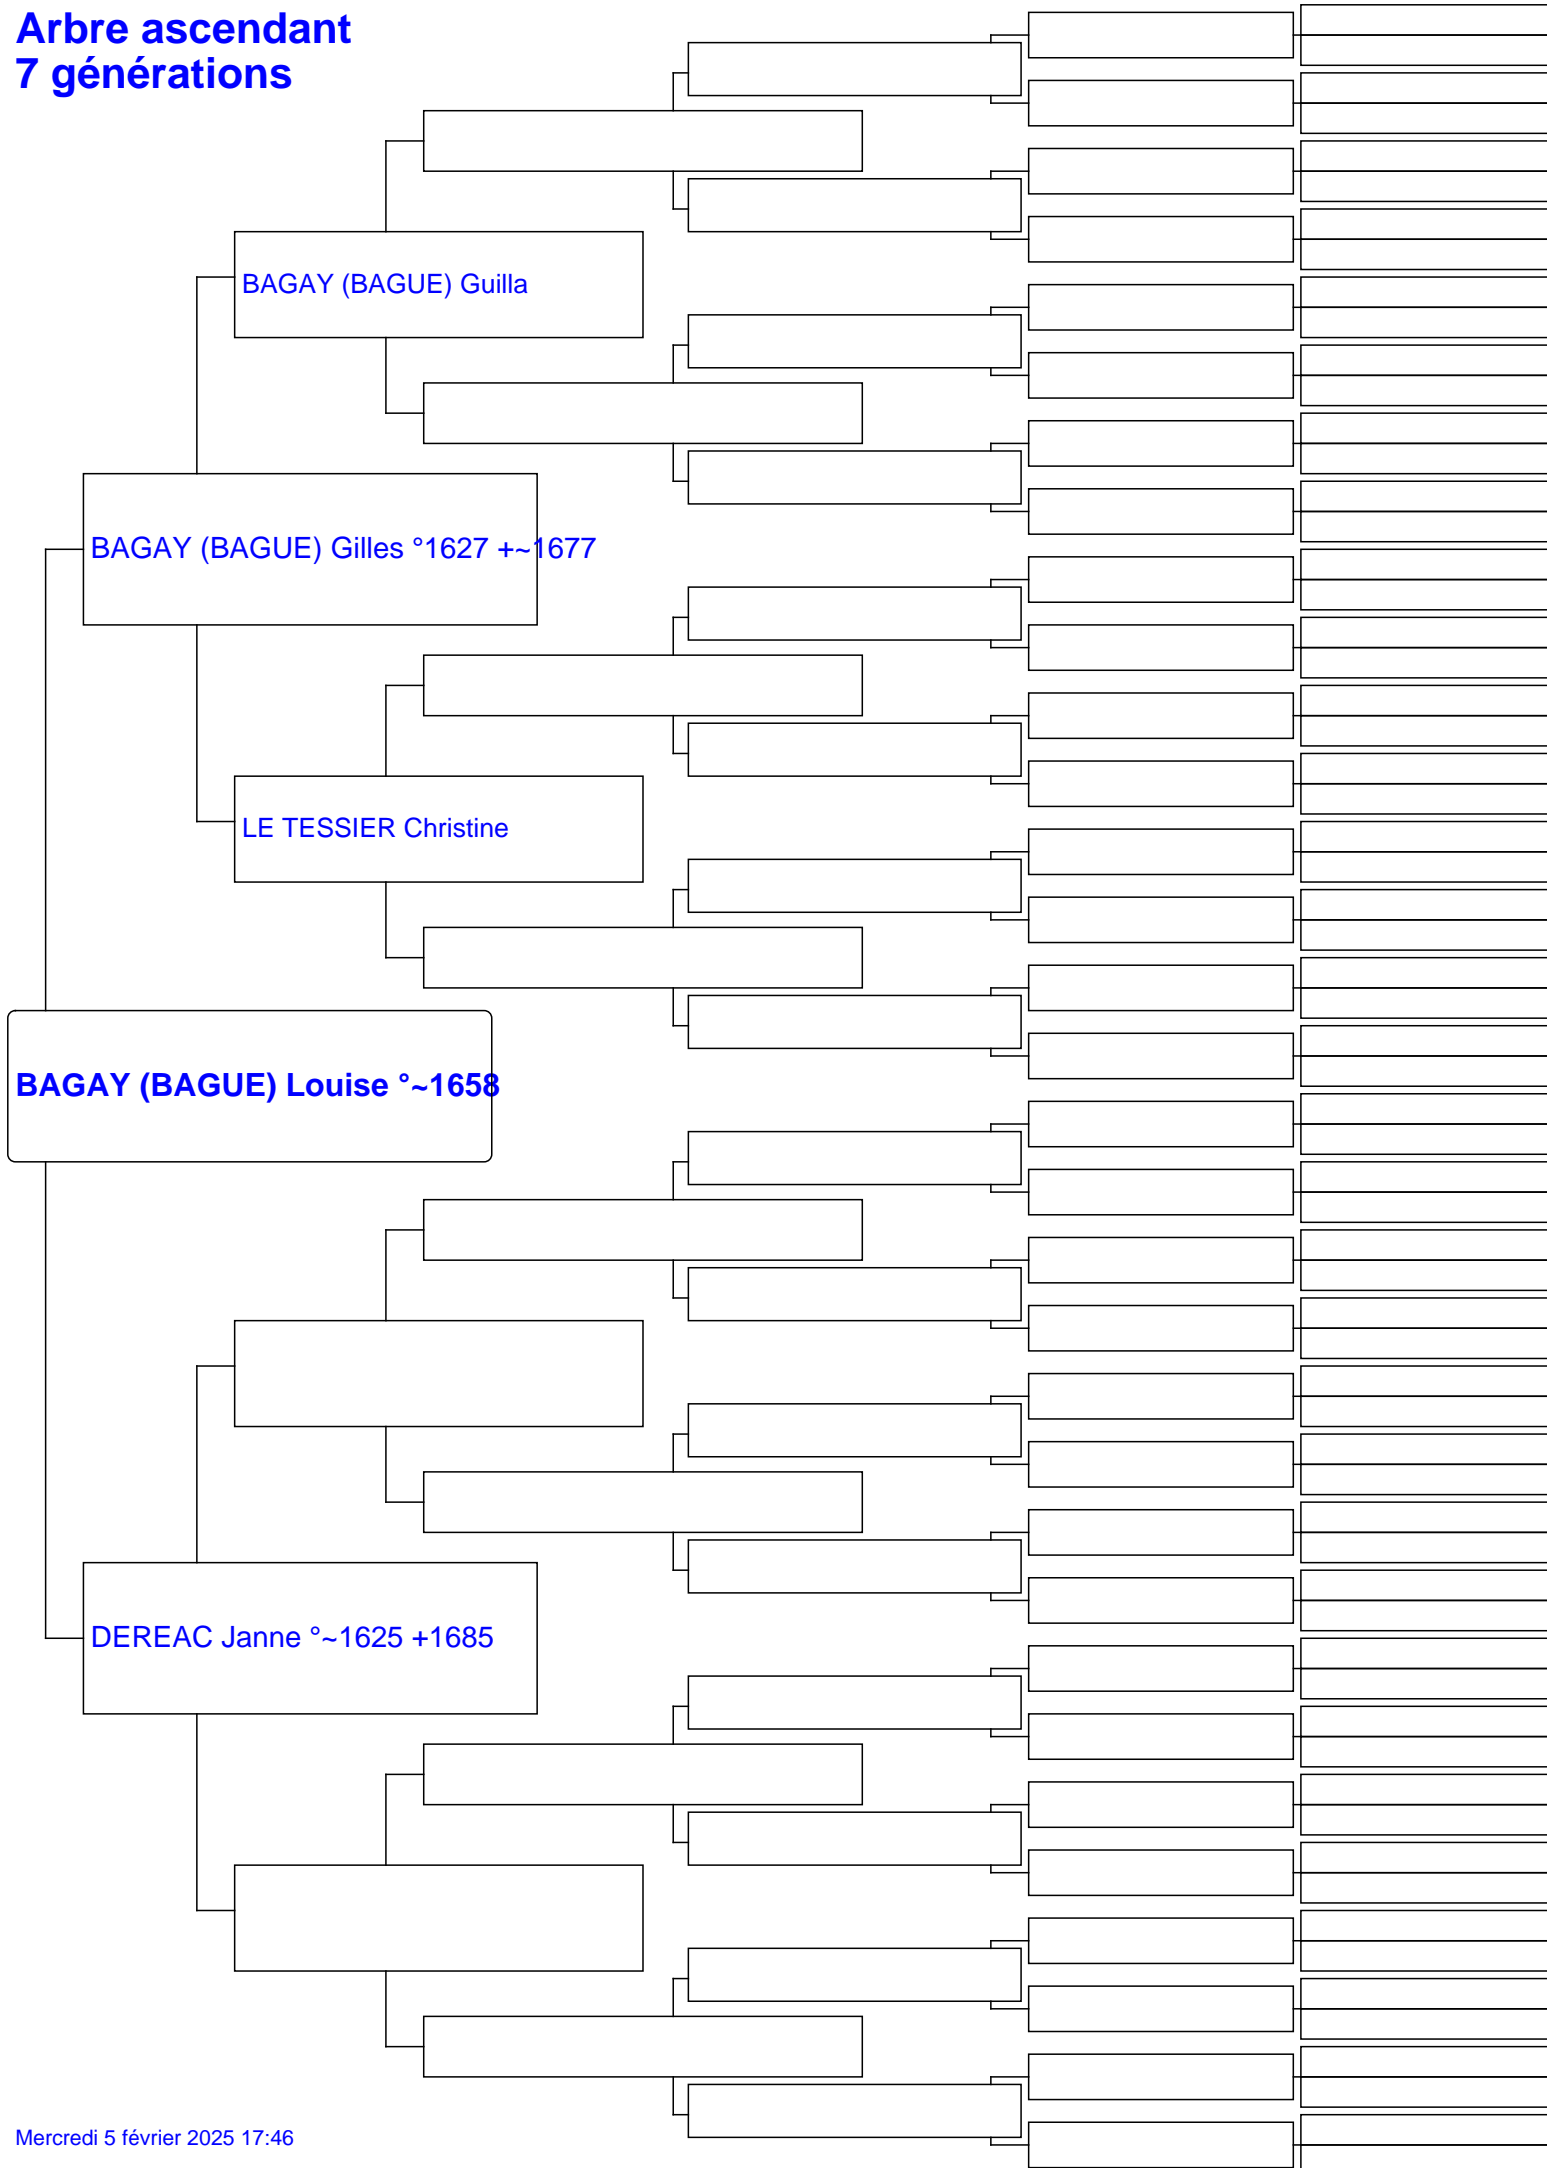 Arbre ascendant
7 générations
BAGAY (BAGUE) Guilla
BAGAY (BAGUE) Gilles °1627 +~1677
LE TESSIER Christine
BAGAY (BAGUE) Louise °~1658
DEREAC Janne °~1625 +1685
Mercredi 5 février 2025 17:46